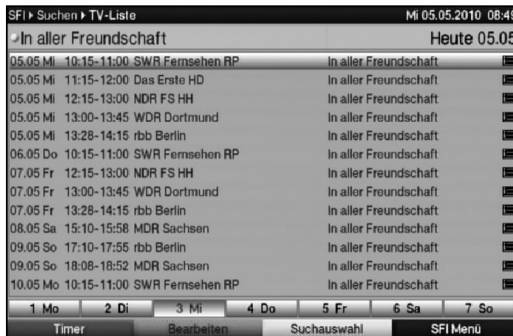 SFI ▸ Suchen ▸ TV-Liste Mi 05.05.2010 08:49
In aller Freundschaft Heute 05.05
05.05 Mi 10:15-11:00 SWR Fernsehen RP In aller Freundschaft
05.05 Mi 11:15-12:00 Das Erste HD In aller Freundschaft
05.05 Mi 12:15-13:00 NDR FS HH In aller Freundschaft
05.05 Mi 13:00-13:45 WDR Dortmund In aller Freundschaft
05.05 Mi 13:28-14:15 rbb Berlin In aller Freundschaft
06.05 Do 10:15-11:00 SWR Fernsehen RP In aller Freundschaft
07.05 Fr 12:15-13:00 NDR FS HH In aller Freundschaft
07.05 Fr 13:00-13:45 WDR Dortmund In aller Freundschaft
07.05 Fr 13:28-14:15 rbb Berlin In aller Freundschaft
08.05 Sa 15:10-15:58 MDR Sachsen In aller Freundschaft
09.05 So 17:10-17:55 rbb Berlin In aller Freundschaft
09.05 So 18:08-18:52 MDR Sachsen In aller Freundschaft
10.05 Mo 10:15-11:00 SWR Fernsehen RP In aller Freundschaft
1 Mo 2 Di 3 Mi 4 Do 5 Fr 6 Sa 7 So
Timer Bearbeiten Suchauswahl SFI Menü